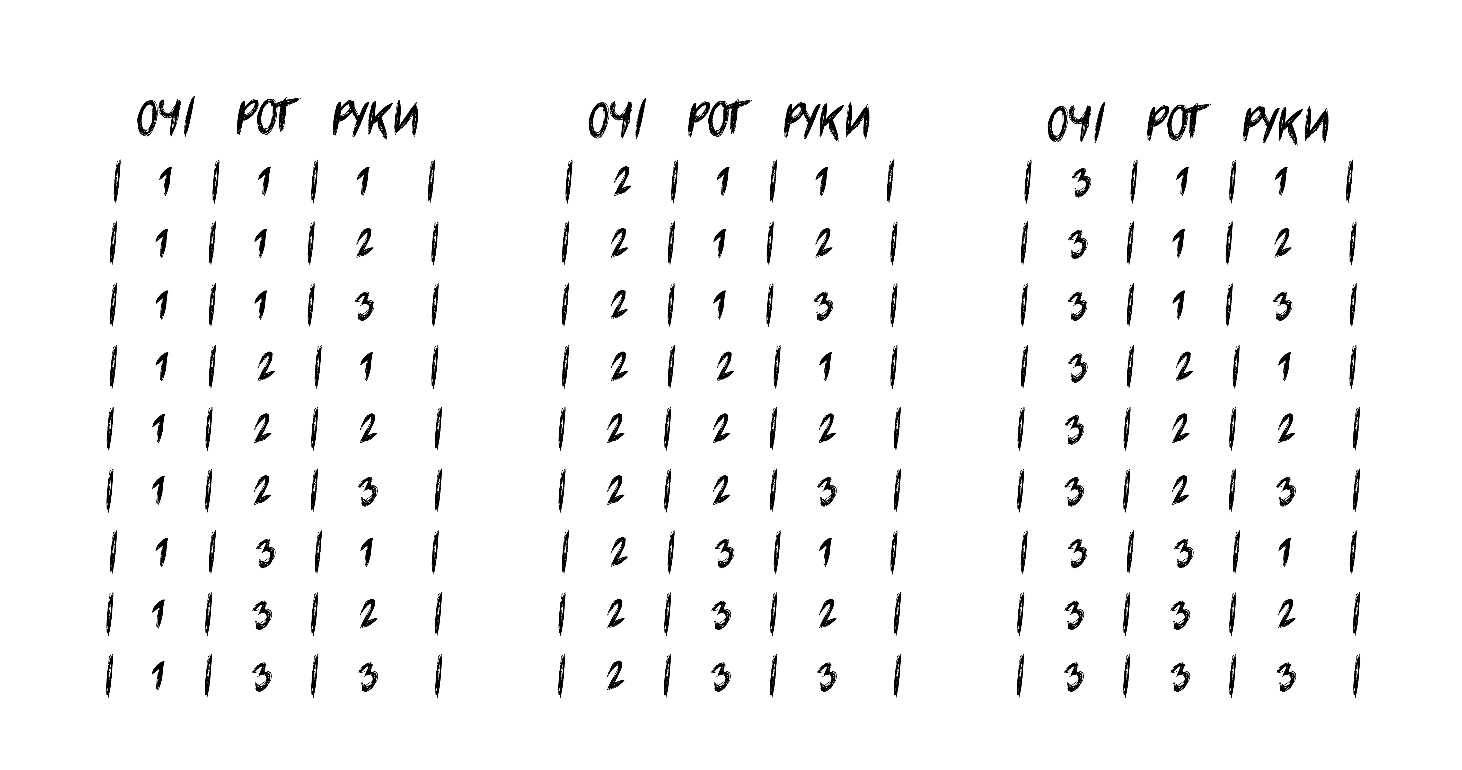 ОЧІ РОТ РУКИ
| 1 | 1 | 1 |
| 1 | 1 | 2 |
| 1 | 1 | 3 |
| 1 | 2 | 1 |
| 1 | 2 | 2 |
| 1 | 2 | 3 |
| 1 | 3 | 1 |
| 1 | 3 | 2 |
| 1 | 3 | 3 |
ОЧІ РОТ РУКИ
| 2 | 1 | 1 |
| 2 | 1 | 2 |
| 2 | 1 | 3 |
| 2 | 2 | 1 |
| 2 | 2 | 2 |
| 2 | 2 | 3 |
| 2 | 3 | 1 |
| 2 | 3 | 2 |
| 2 | 3 | 3 |
ОЧІ РОТ РУКИ
| 3 | 1 | 1 |
| 3 | 1 | 2 |
| 3 | 1 | 3 |
| 3 | 2 | 1 |
| 3 | 2 | 2 |
| 3 | 2 | 3 |
| 3 | 3 | 1 |
| 3 | 3 | 2 |
| 3 | 3 | 3 |